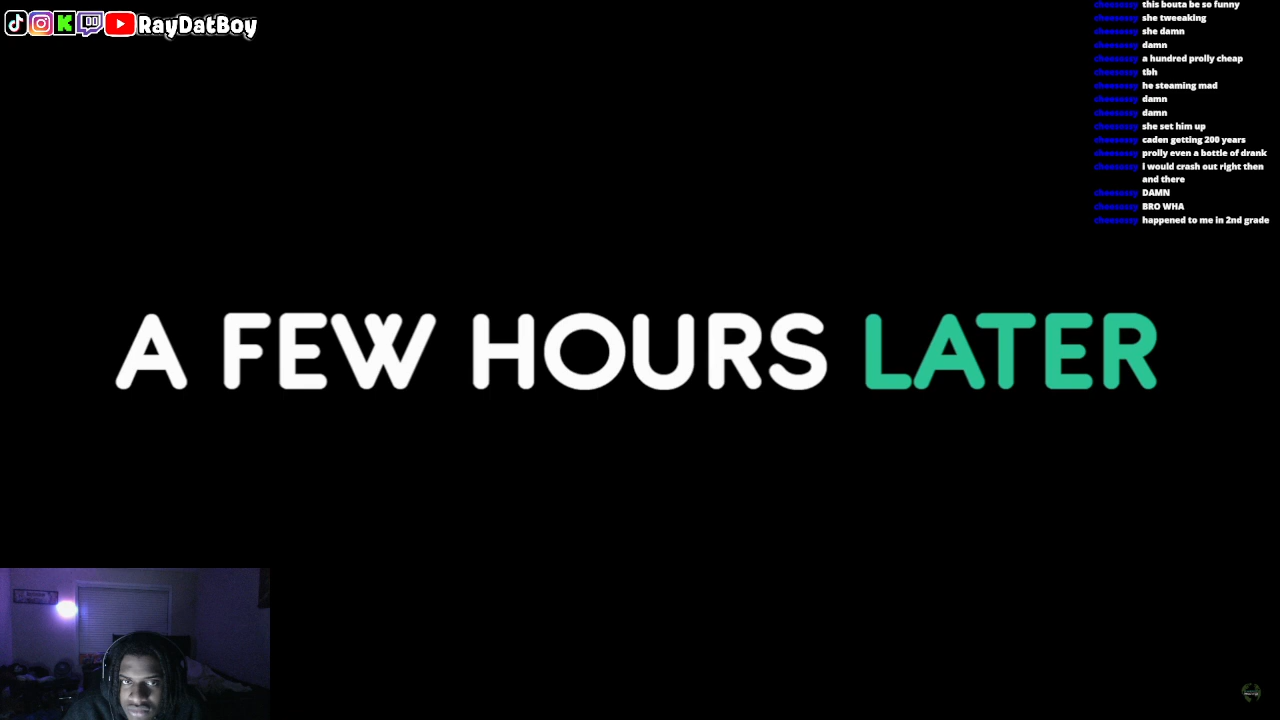 RayDatBoy
this bouta be so funny
she tweeaking
she damn
damn
a hundred prolly cheap
tbh
he steaming mad
damn
damn
she set him up
caden getting 200 years
prolly even a bottle of drank
i would crash out right then
and there
DAMN
BRO WHA
happened to me in 2nd grade
A FEW HOURS LATER